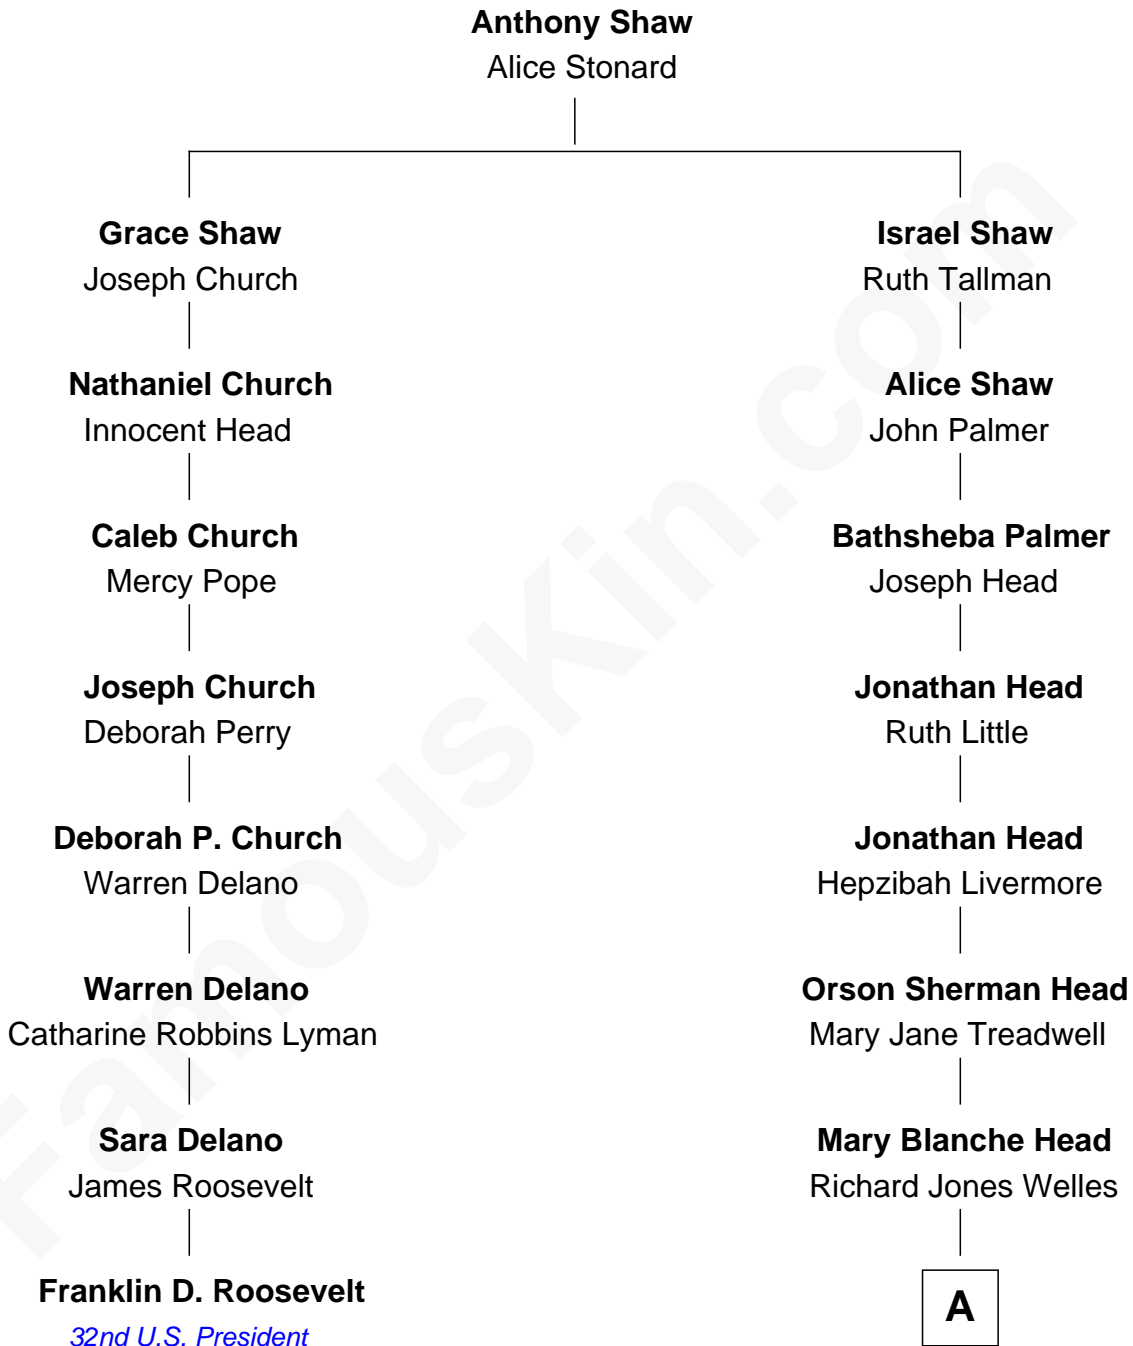 Anthony Shaw
Alice Stonard
Grace Shaw
Joseph Church
Israel Shaw
Ruth Tallman
Nathaniel Church
Innocent Head
Alice Shaw
John Palmer
Caleb Church
Mercy Pope
Bathsheba Palmer
Joseph Head
Joseph Church
Deborah Perry
Jonathan Head
Ruth Little
Deborah P. Church
Warren Delano
Jonathan Head
Hepzibah Livermore
Warren Delano
Catharine Robbins Lyman
Orson Sherman Head
Mary Jane Treadwell
Sara Delano
James Roosevelt
Mary Blanche Head
Richard Jones Welles
Franklin D. Roosevelt
32nd U.S. President
A
FamousKin.com